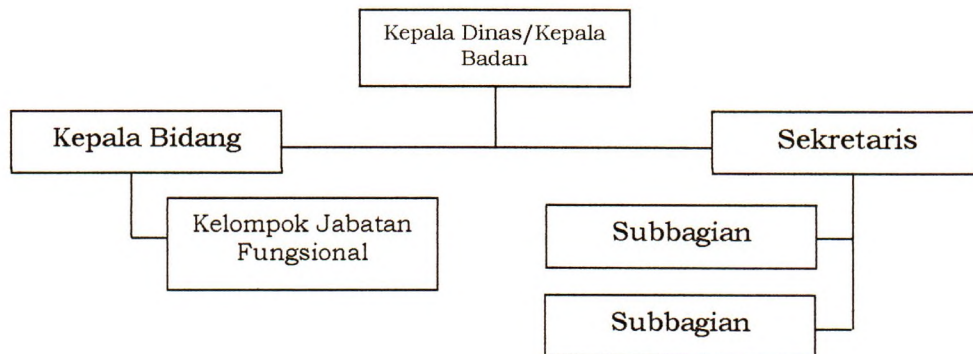 Kepala Dinas/Kepala
Badan
Kepala Bidang
Sekretaris
Kelompok Jabatan
Fungsional
Subbagian
Subbagian